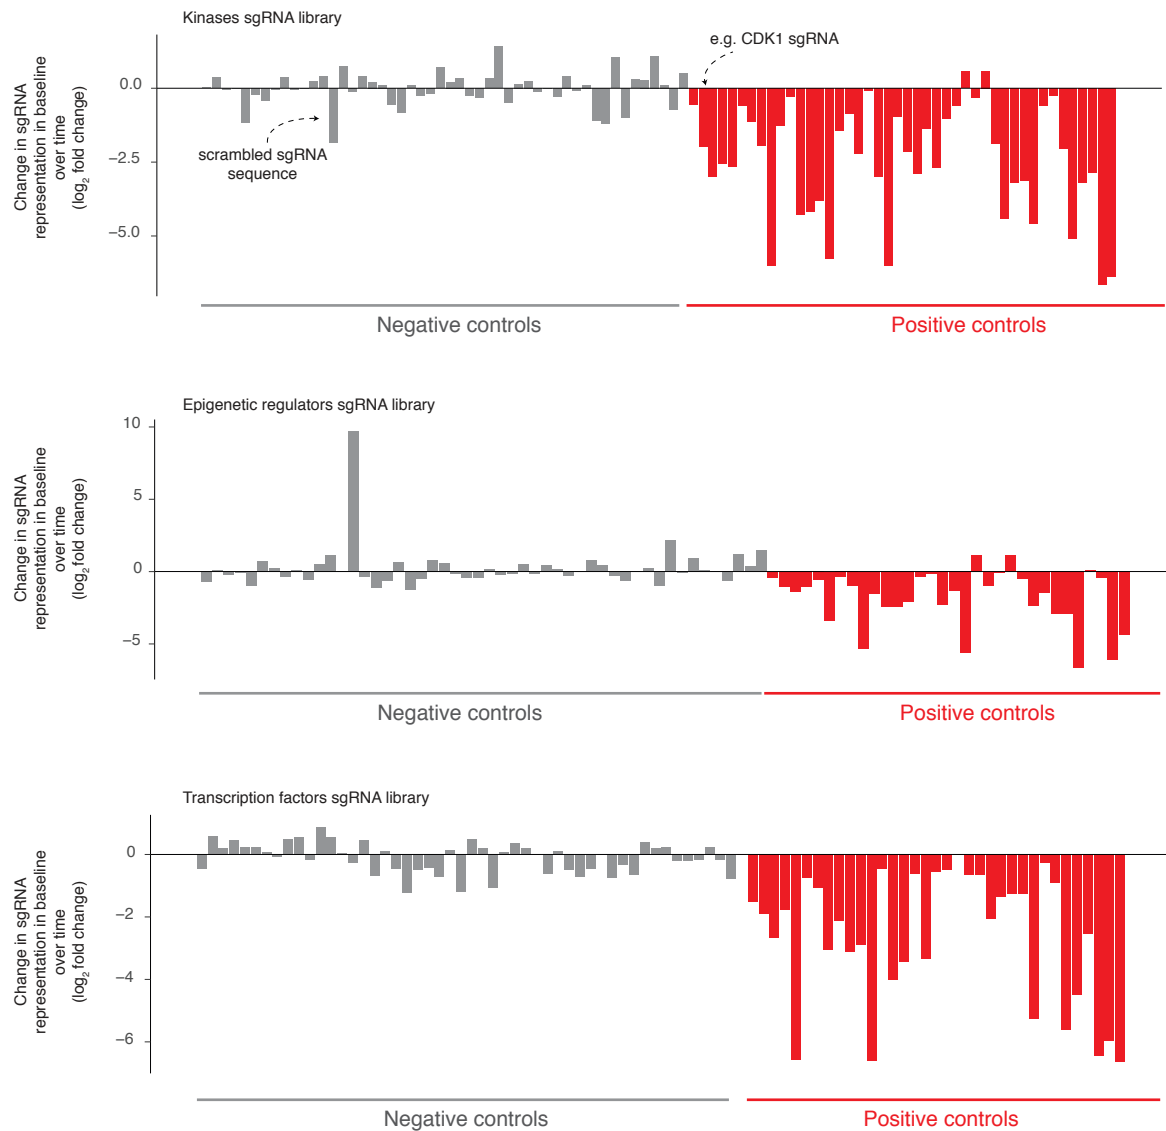 Kinases sgRNA library
Change in sgRNA
representation in baseline
over time
(log2 fold change)
0.0
−2.5
−5.0
e.g. CDK1 sgRNA
scrambled sgRNA
sequence
Negative controls
Positive controls
Epigenetic regulators sgRNA library
Change in sgRNA
representation in baseline
over time
(log2 fold change)
10
5
0
−5
Negative controls
Positive controls
Transcription factors sgRNA library
Change in sgRNA
representation in baseline
over time
(log2 fold change)
0
−2
−4
−6
Negative controls
Positive controls